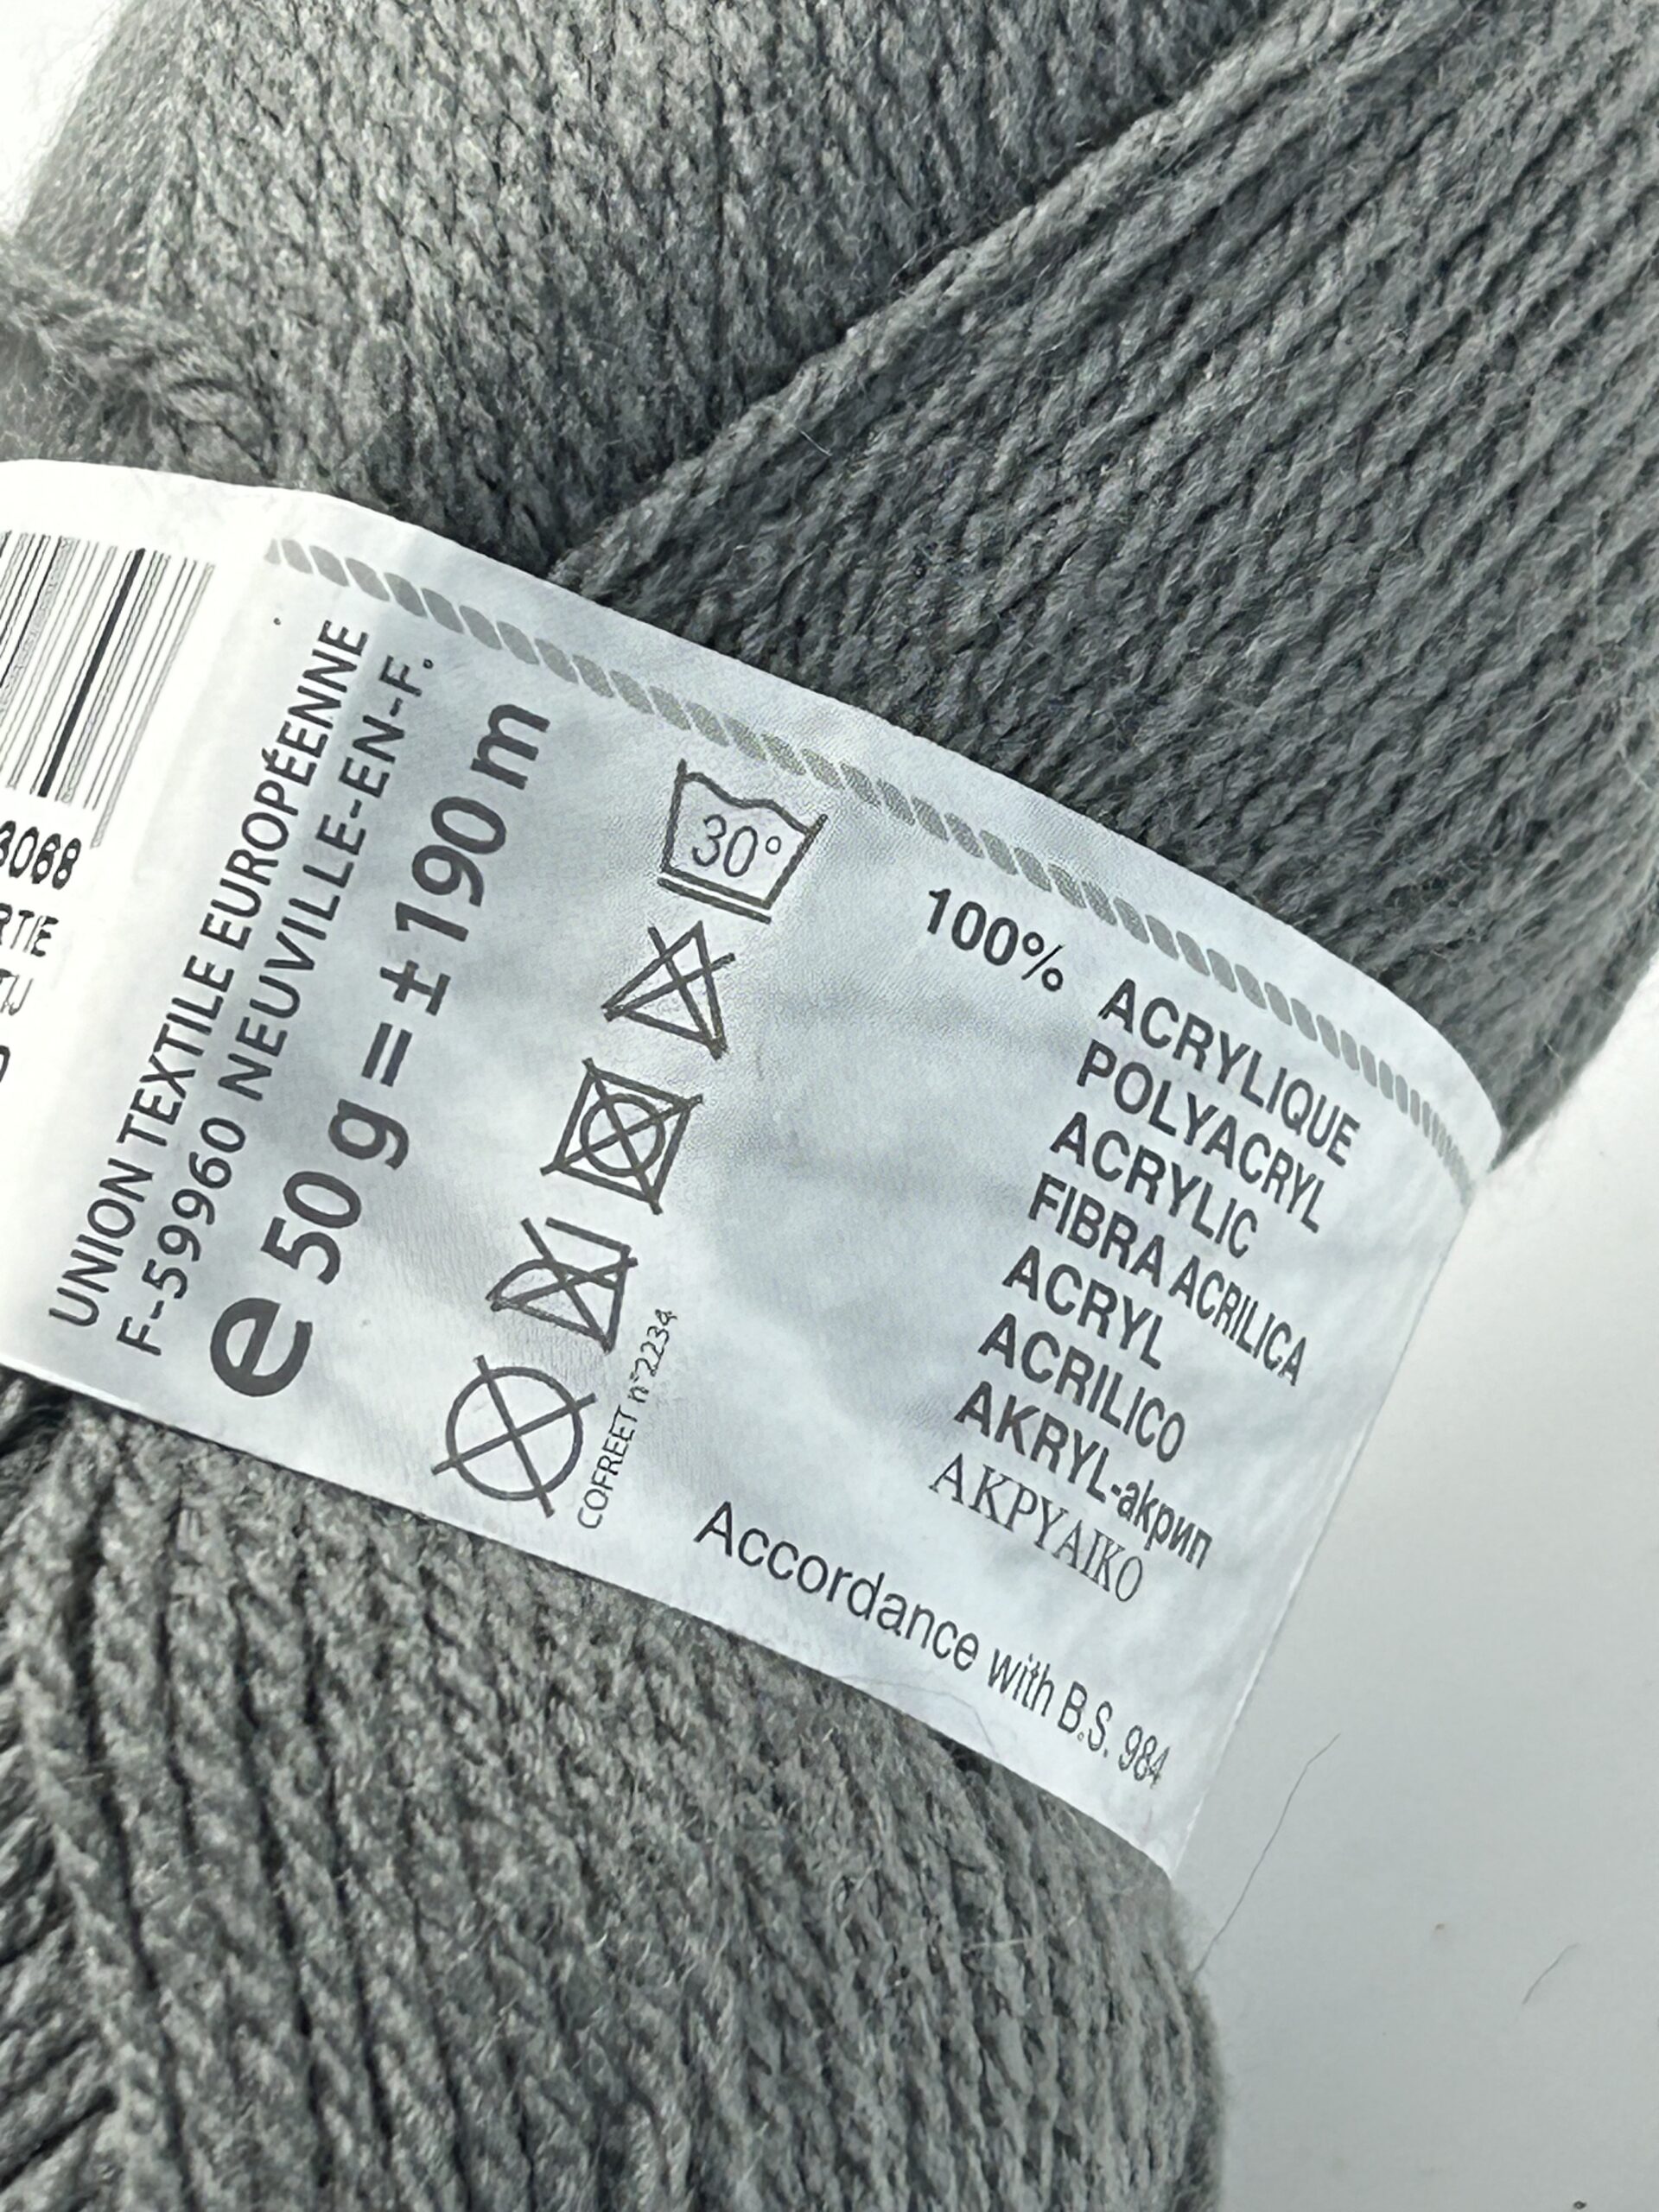 UNION TEXTILE EUROPÉENNE
F-59960 NEUVILLE-EN-F.
e 50 g = ± 190 m
30°
COFREET n°2234
100% ACRYLIQUE
POLYACRYL
ACRYLIC
FIBRA ACRILICA
ACRYL
ACRILICO
AKRYL-акрил
ΑΚΡΥΑΙΚΟ
Accordance with B.S. 984